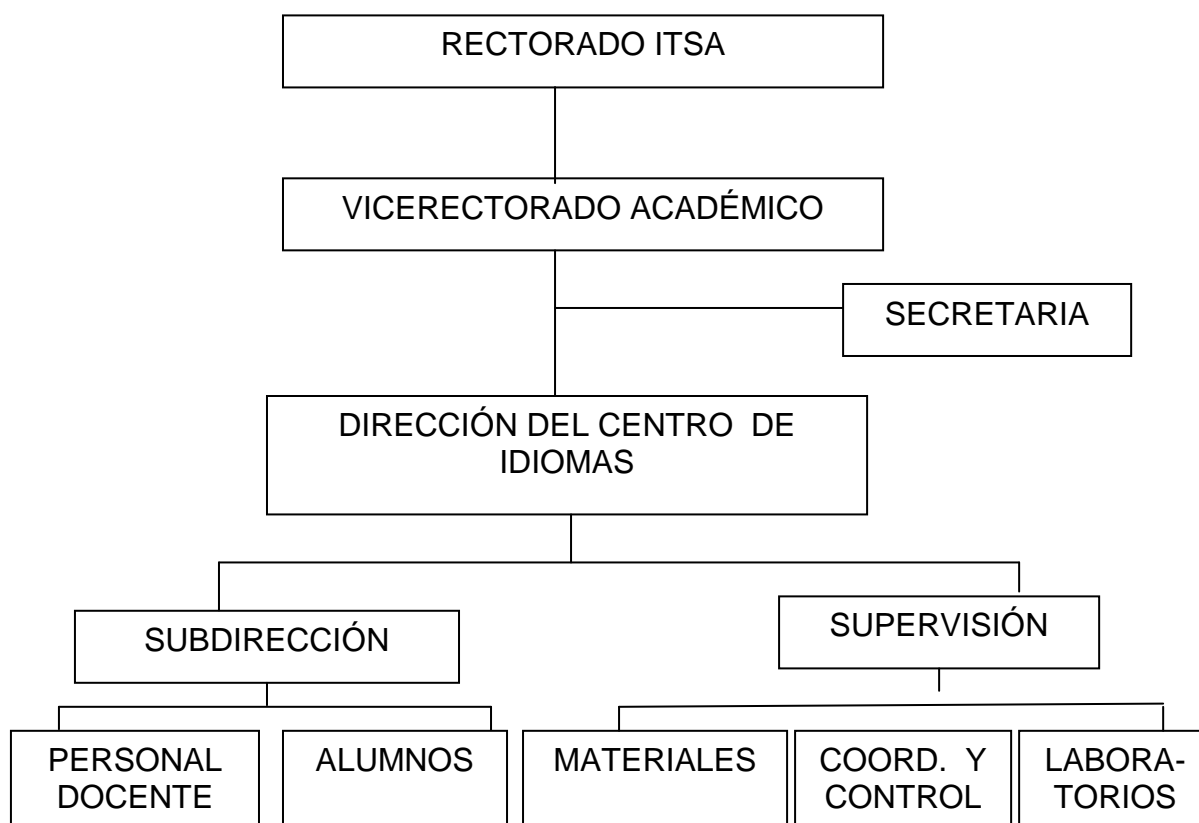 RECTORADO ITSA
VICERECTORADO ACADÉMICO
SECRETARIA
DIRECCIÓN DEL CENTRO DE
IDIOMAS
SUBDIRECCIÓN
SUPERVISIÓN
PERSONAL
DOCENTE
ALUMNOS
MATERIALES
COORD. Y
CONTROL
LABORA-
TORIOS